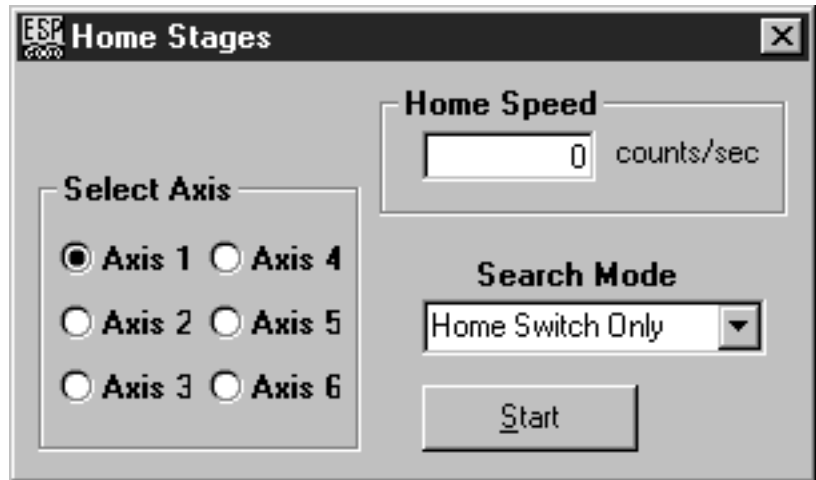 ESP 6000 Home Stages
Home Speed
0 counts/sec
Select Axis
Axis 1 Axis 4
Axis 2 Axis 5
Axis 3 Axis 6
Search Mode
Home Switch Only
Start